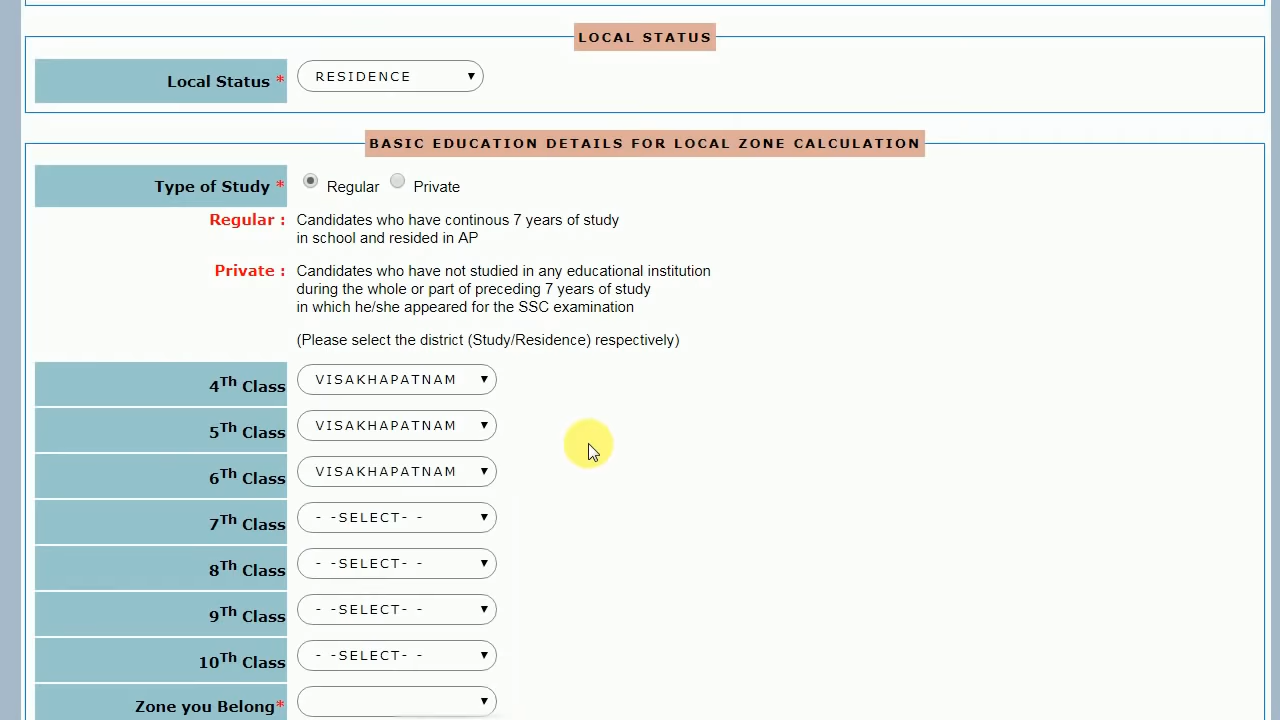 LOCAL STATUS
Local Status * RESIDENCE
BASIC EDUCATION DETAILS FOR LOCAL ZONE CALCULATION
Type of Study * Regular Private
Regular : Candidates who have continous 7 years of study
in school and resided in AP
Private : Candidates who have not studied in any educational institution
during the whole or part of preceding 7 years of study
in which he/she appeared for the SSC examination
(Please select the district (Study/Residence) respectively)
4Th Class VISAKHAPATNAM
5Th Class VISAKHAPATNAM
6Th Class VISAKHAPATNAM
7Th Class - -SELECT- -
8Th Class - -SELECT- -
9Th Class - -SELECT- -
10Th Class - -SELECT- -
Zone you Belong*